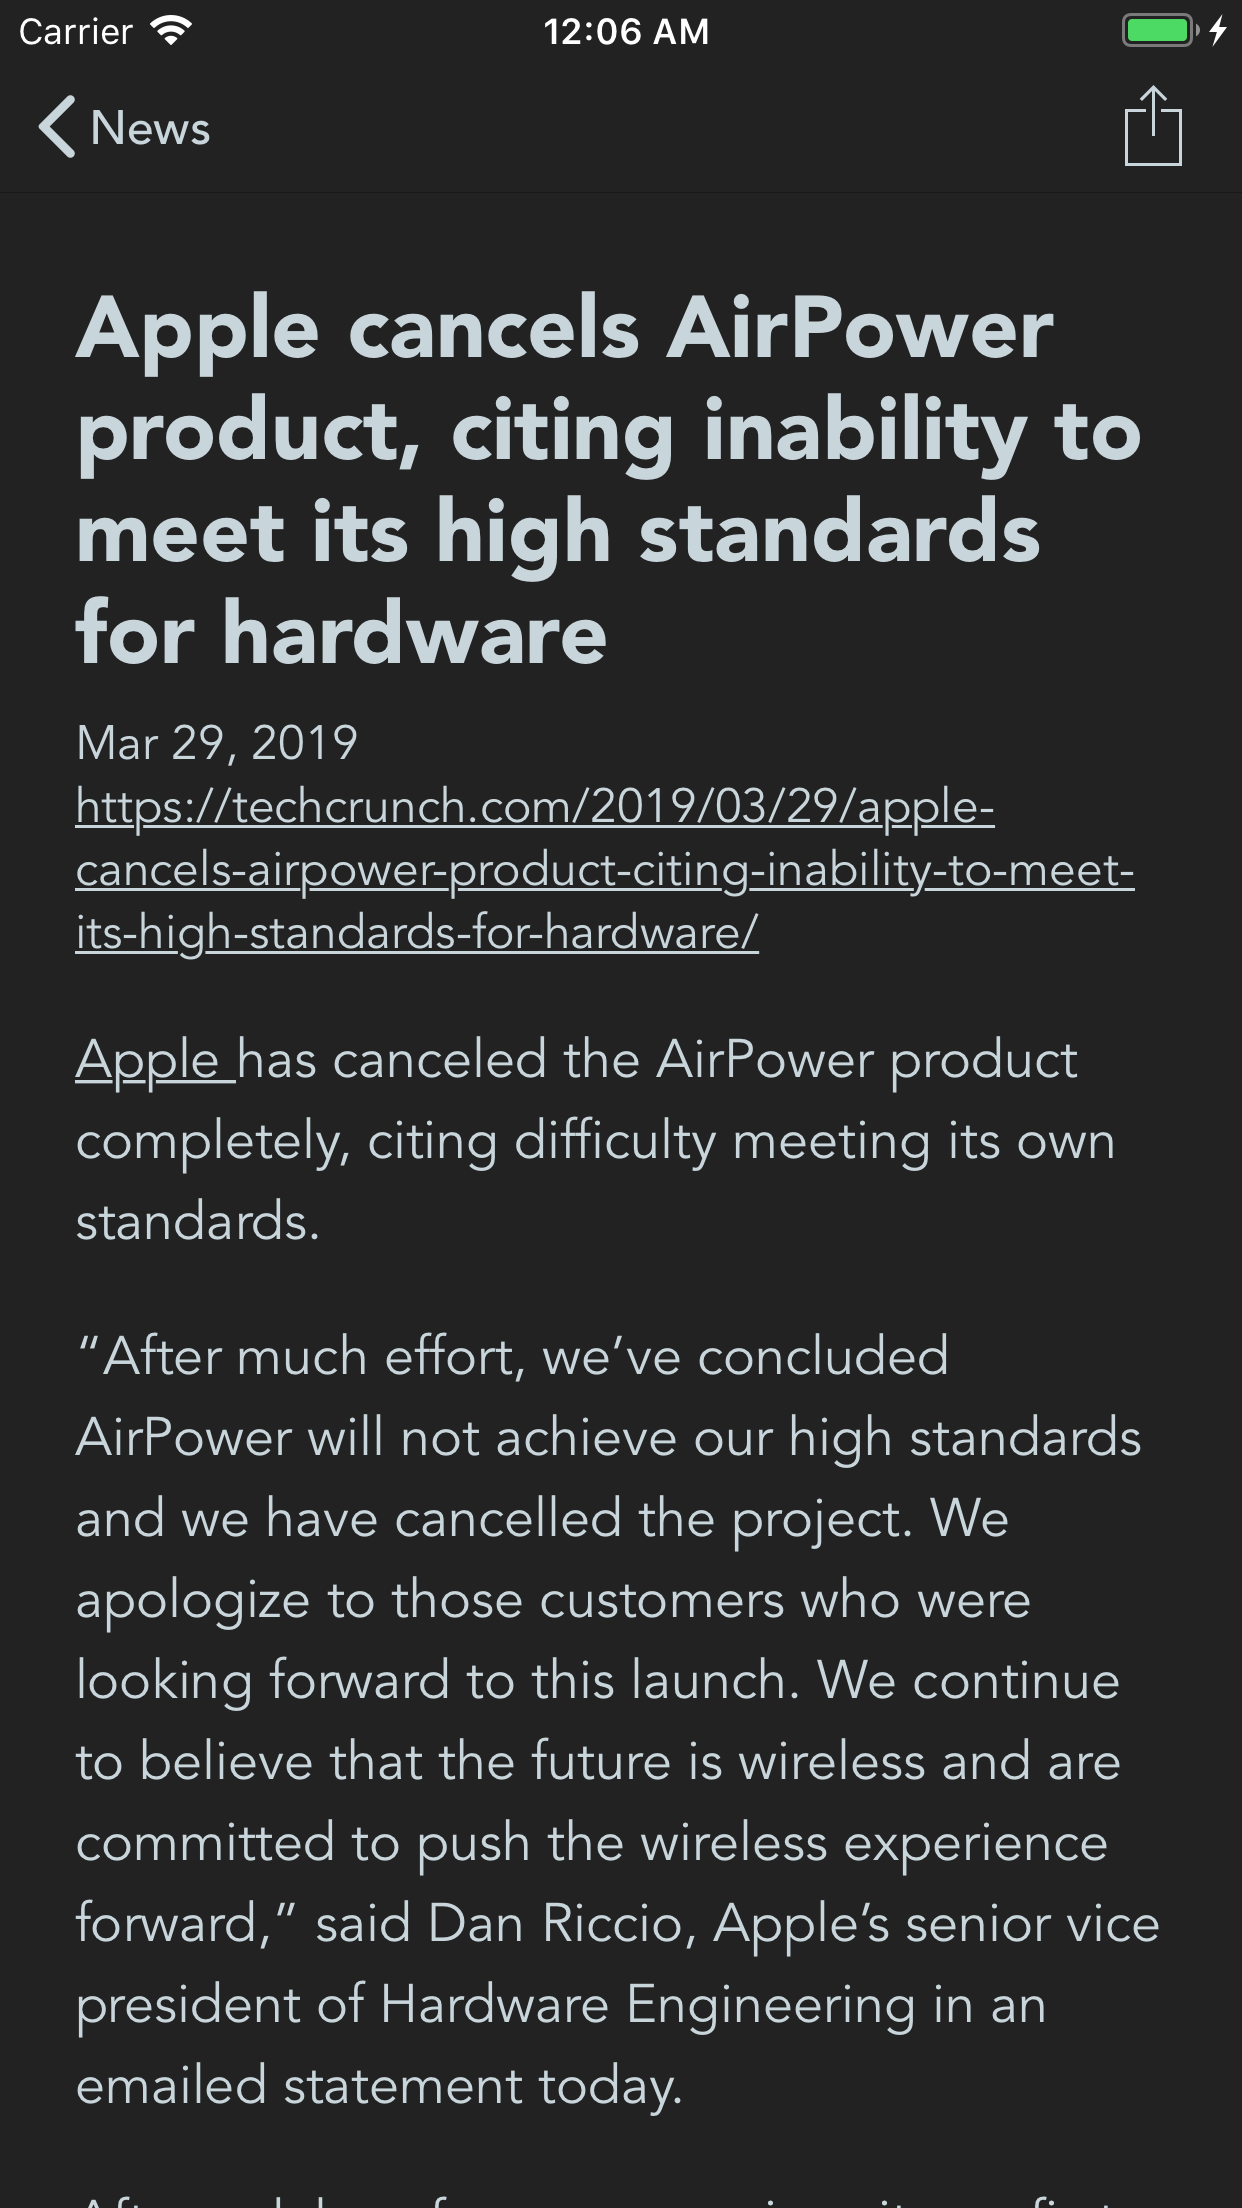 Carrier 12:06 AM
News
Apple cancels AirPower
product, citing inability to
meet its high standards
for hardware
Mar 29, 2019
https://techcrunch.com/2019/03/29/apple-
cancels-airpower-product-citing-inability-to-meet-
its-high-standards-for-hardware/
Apple has canceled the AirPower product
completely, citing difficulty meeting its own
standards.
“After much effort, we’ve concluded
AirPower will not achieve our high standards
and we have cancelled the project. We
apologize to those customers who were
looking forward to this launch. We continue
to believe that the future is wireless and are
committed to push the wireless experience
forward,” said Dan Riccio, Apple’s senior vice
president of Hardware Engineering in an
emailed statement today.